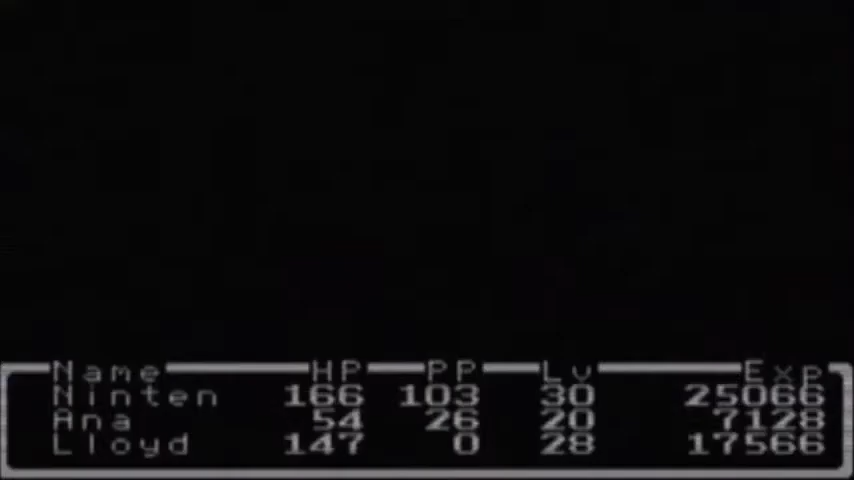 Name HP PP Lv Exp
Ninten 166 103 30 25066
Ana 54 26 20 7128
Lloyd 147 0 28 17566